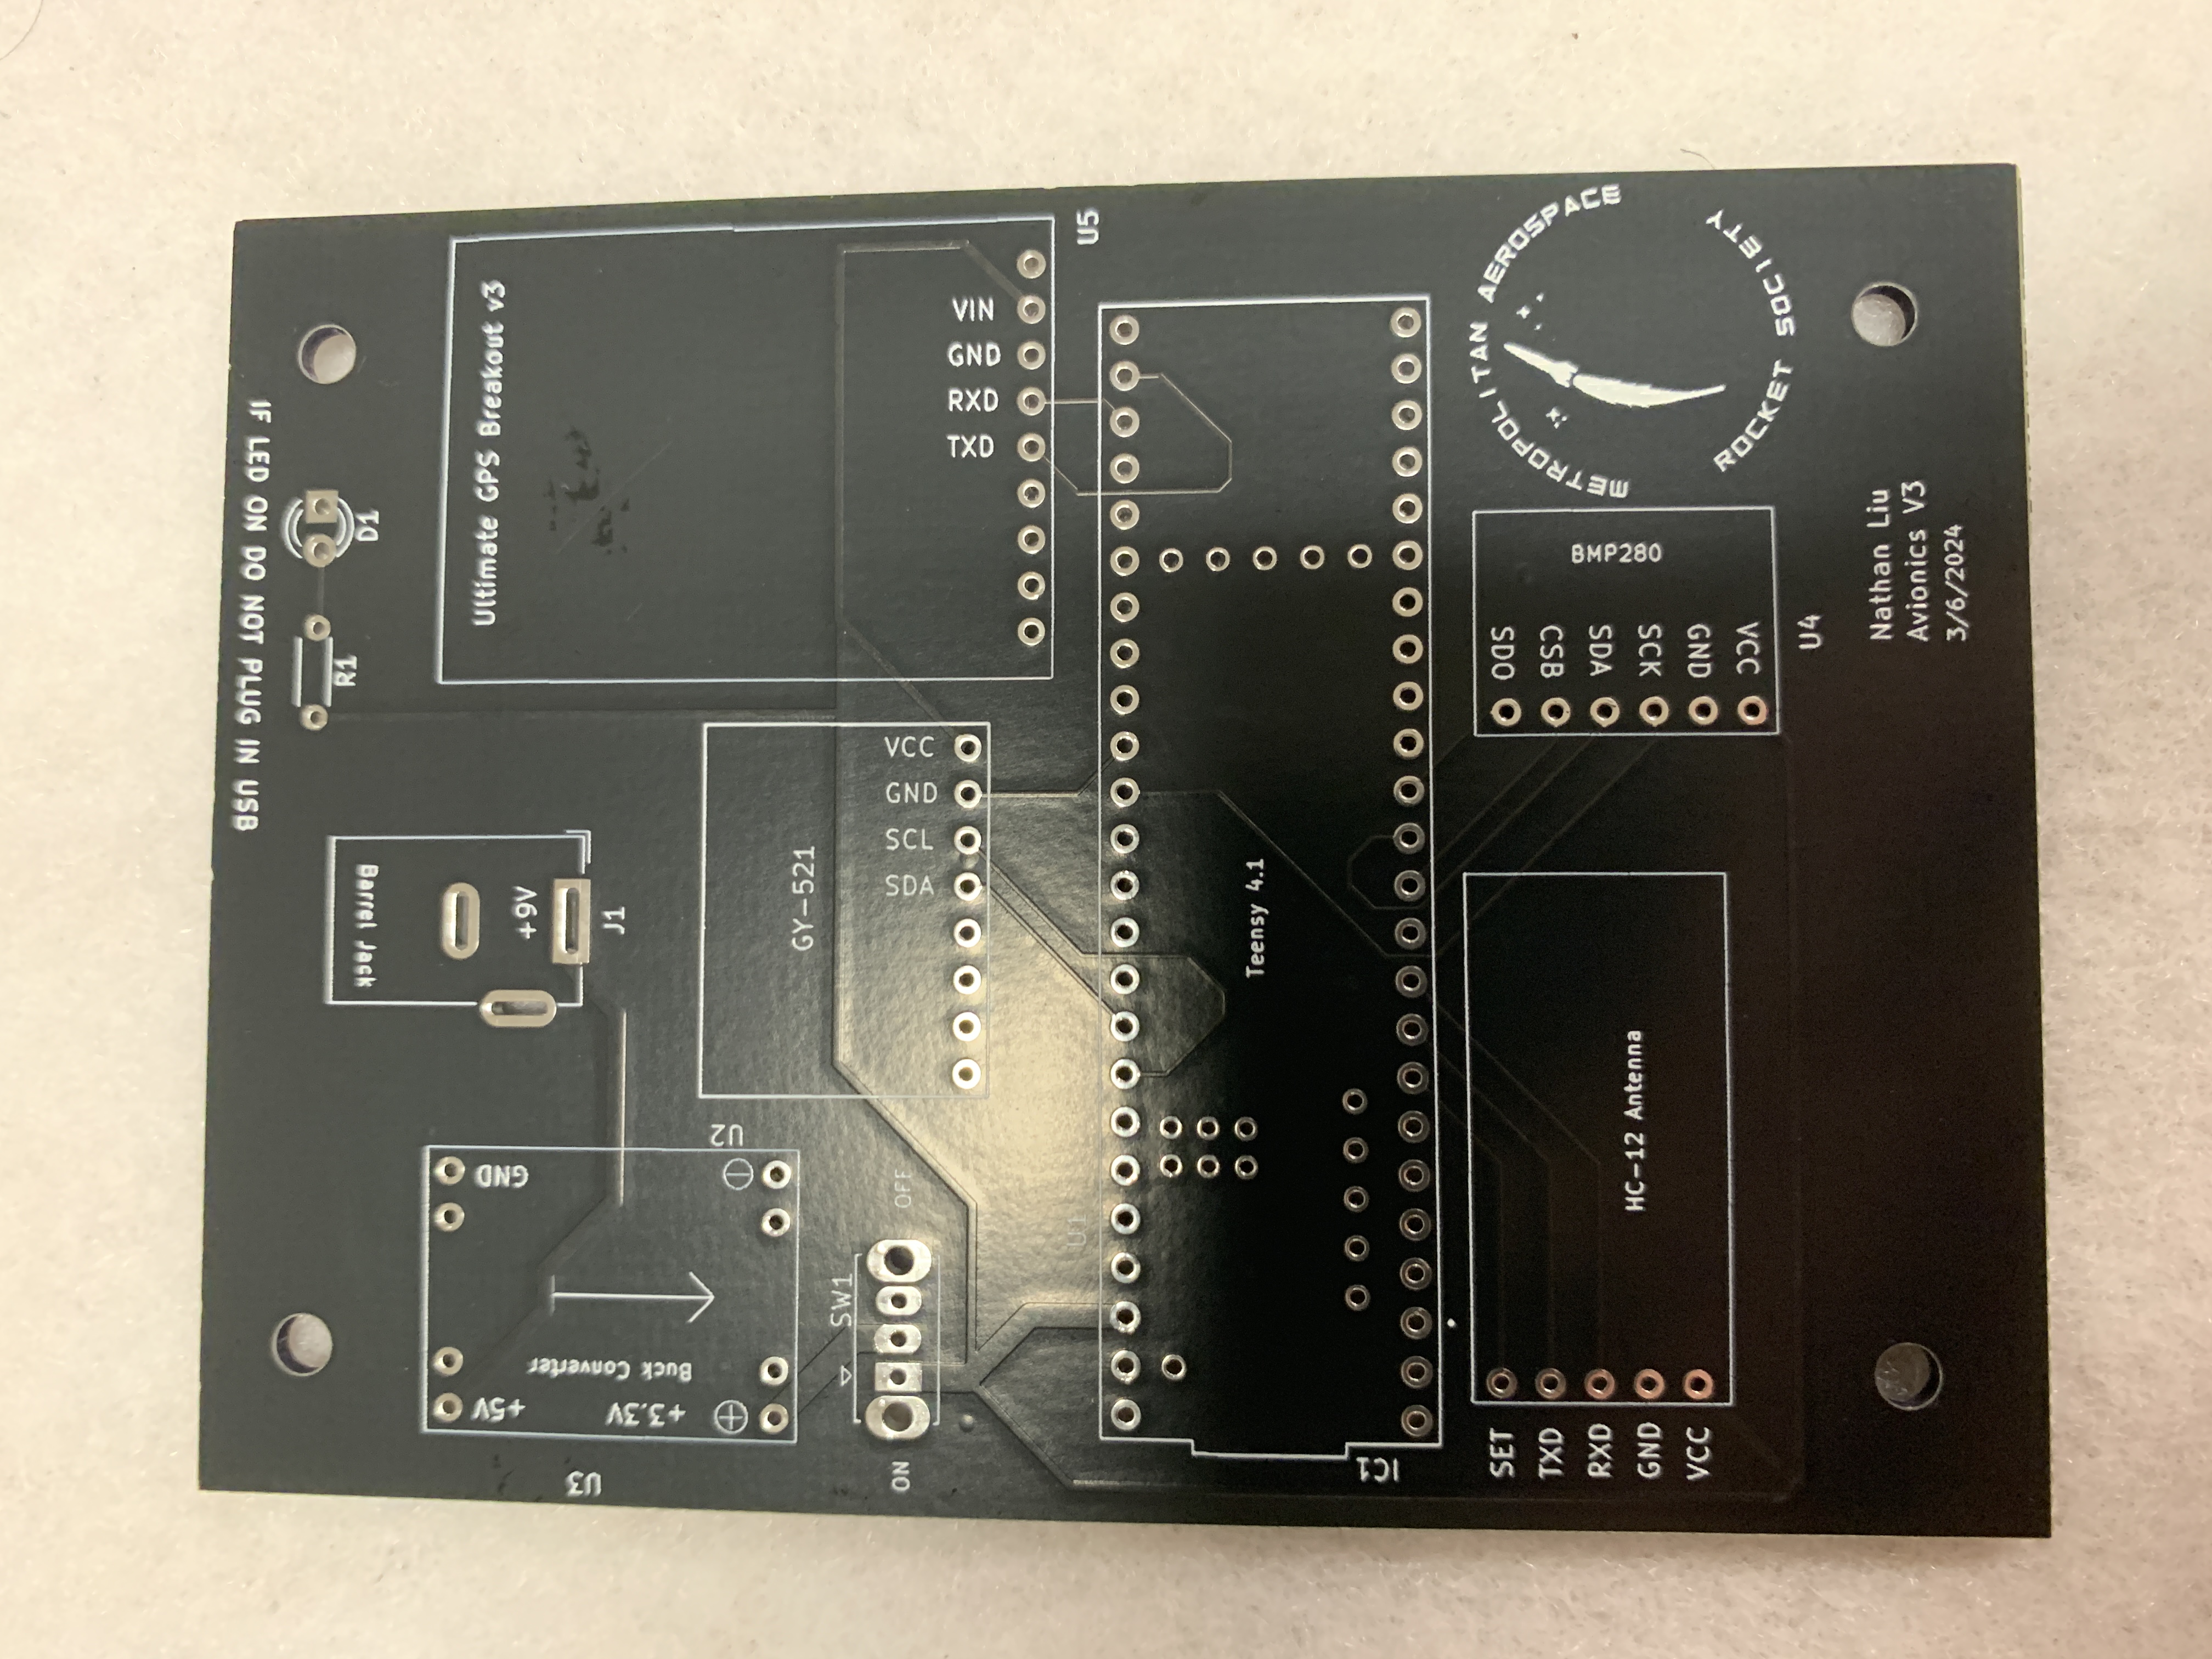 IF LED ON DO NOT PLUG IN USB
R1
D1
Barrel Jack
+9V
J1
+5V
GND
U3
Buck Converter
+3.3V
U2
Ultimate GPS Breakout v3
GY-521
SDA
SCL
GND
VCC
SW1
ON
OFF
TXD
RXD
GND
VIN
U5
U1
Teensy 4.1
IC1
SET
TXD
RXD
GND
VCC
HC-12 Antenna
SDO
CSB
SDA
SCK
GND
VCC
BMP280
U4
METROPOLITAN AEROSPACE
ROCKET SOCIETY
Nathan Liu
Avionics V3
3/6/2024